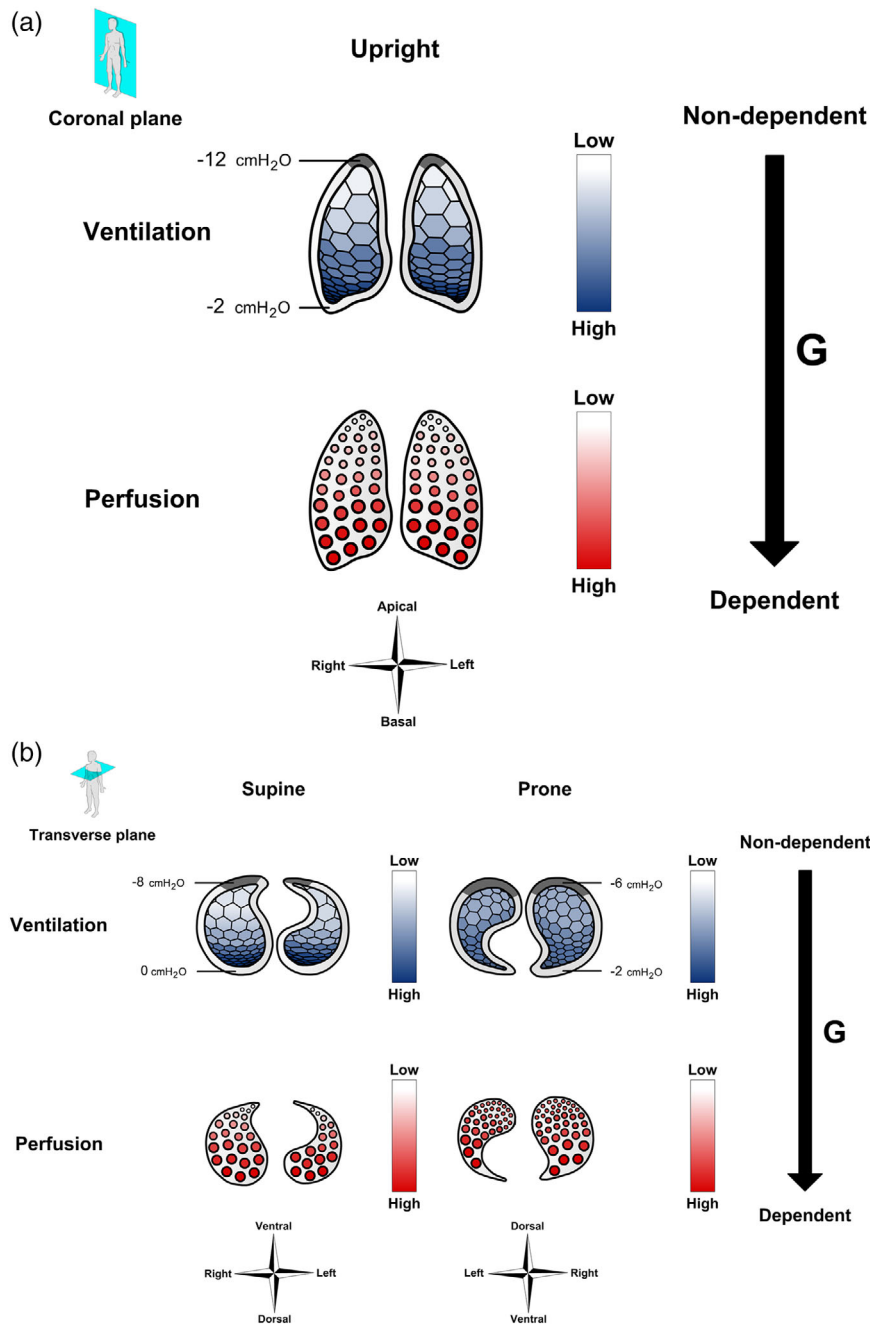 (a)
Upright
Coronal plane
Non-dependent
-12 cmH₂O
Low
Ventilation
-2 cmH₂O
High
G
Low
Perfusion
High
Dependent
Apical
Right
Left
Basal
(b)
Supine
Prone
Transverse plane
Non-dependent
Low
Low
-8 cmH₂O
-6 cmH₂O
Ventilation
0 cmH₂O
-2 cmH₂O
High
High
G
Low
Low
Perfusion
High
High
Dependent
Ventral
Dorsal
Right
Left
Left
Right
Dorsal
Ventral